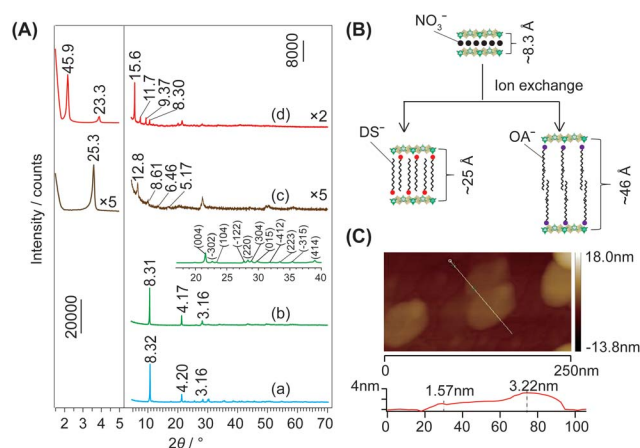 (A)
Intensity / counts
20000
8000
45.9
23.3
15.6
11.7
9.37
8.30
(d)
×2
25.3
×5
12.8
8.61
6.46
5.17
(c)
×5
(004)
(-302)
(104)
(-122)
(220)
(304)
(015)
(-412)
(223)
(-315)
(414)
20 25 30 35 40
8.31
4.17
3.16
(b)
8.32
4.20
3.16
(a)
2 3 4 5
10 20 30 40 50 60 70
2θ / °
(B)
NO₃⁻
~8.3 Å
Ion exchange
DS⁻
~25 Å
OA⁻
~46 Å
(C)
18.0nm
-13.8nm
0 250nm
4nm
1.57nm
3.22nm
0 20 40 60 80 100